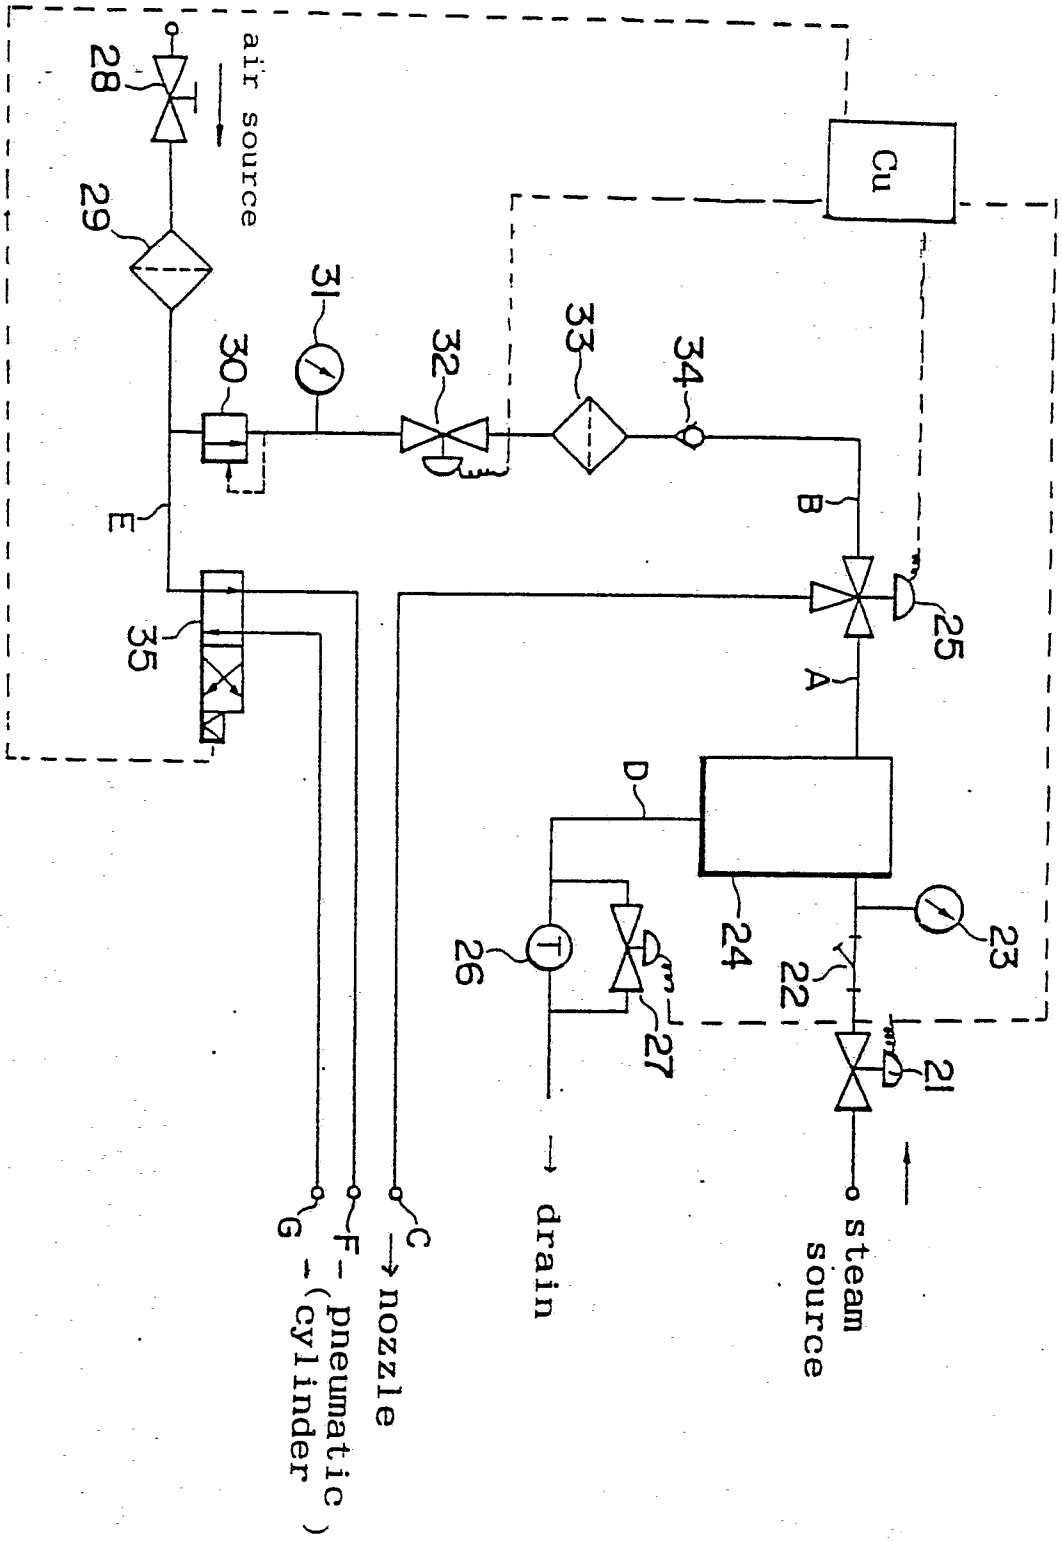 air source
28
29
30
31
32
33
34
35
E
Cu
B
A
25
D
24
23
22
21
26
T
27
steam
source
drain
C
nozzle
F
G
(pneumatic
cylinder)